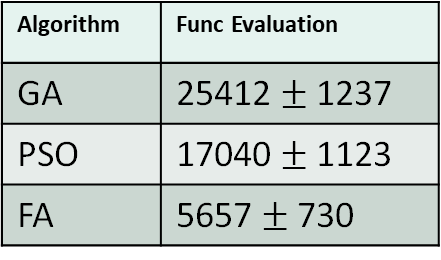 Algorithm Func Evaluation
GA 25412 ± 1237
PSO 17040 ± 1123
FA 5657 ± 730